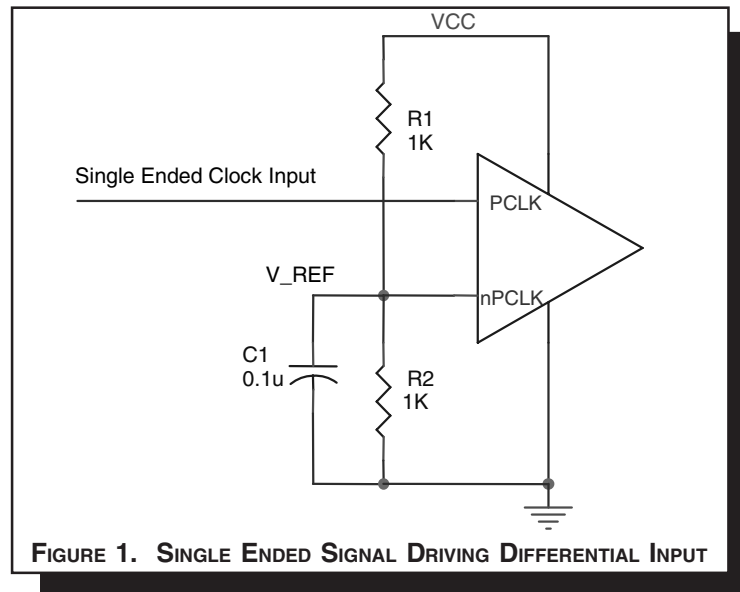 VCC
R1
1K
Single Ended Clock Input
PCLK
V_REF
nPCLK
C1
0.1u
R2
1K
FIGURE 1. SINGLE ENDED SIGNAL DRIVING DIFFERENTIAL INPUT